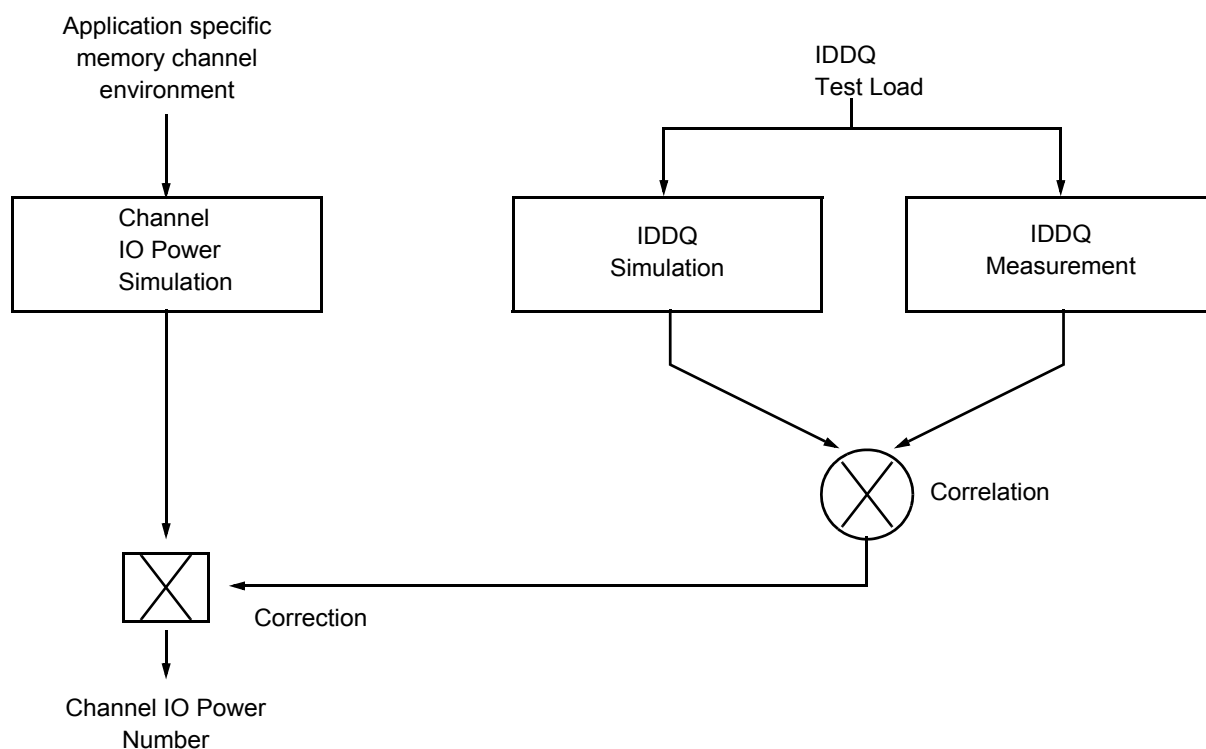 Application specific
memory channel
environment
IDDQ
Test Load
Channel
IO Power
Simulation
IDDQ
Simulation
IDDQ
Measurement
Correlation
Correction
Channel IO Power
Number